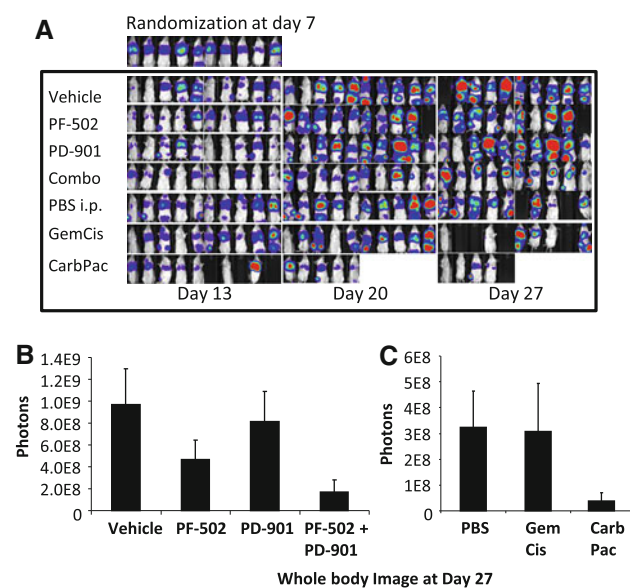 A
Randomization at day 7
Vehicle
PF-502
PD-901
Combo
PBS i.p.
GemCis
CarbPac
Day 13 Day 20 Day 27
B
Photons
1.4E9
1.2E9
1.0E9
8.0E8
6.0E8
4.0E8
2.0E8
0
Vehicle PF-502 PD-901 PF-502 +
PD-901
C
Photons
6E8
5E8
4E8
3E8
2E8
1E8
0
PBS Gem Carb
Cis Pac
Whole body Image at Day 27